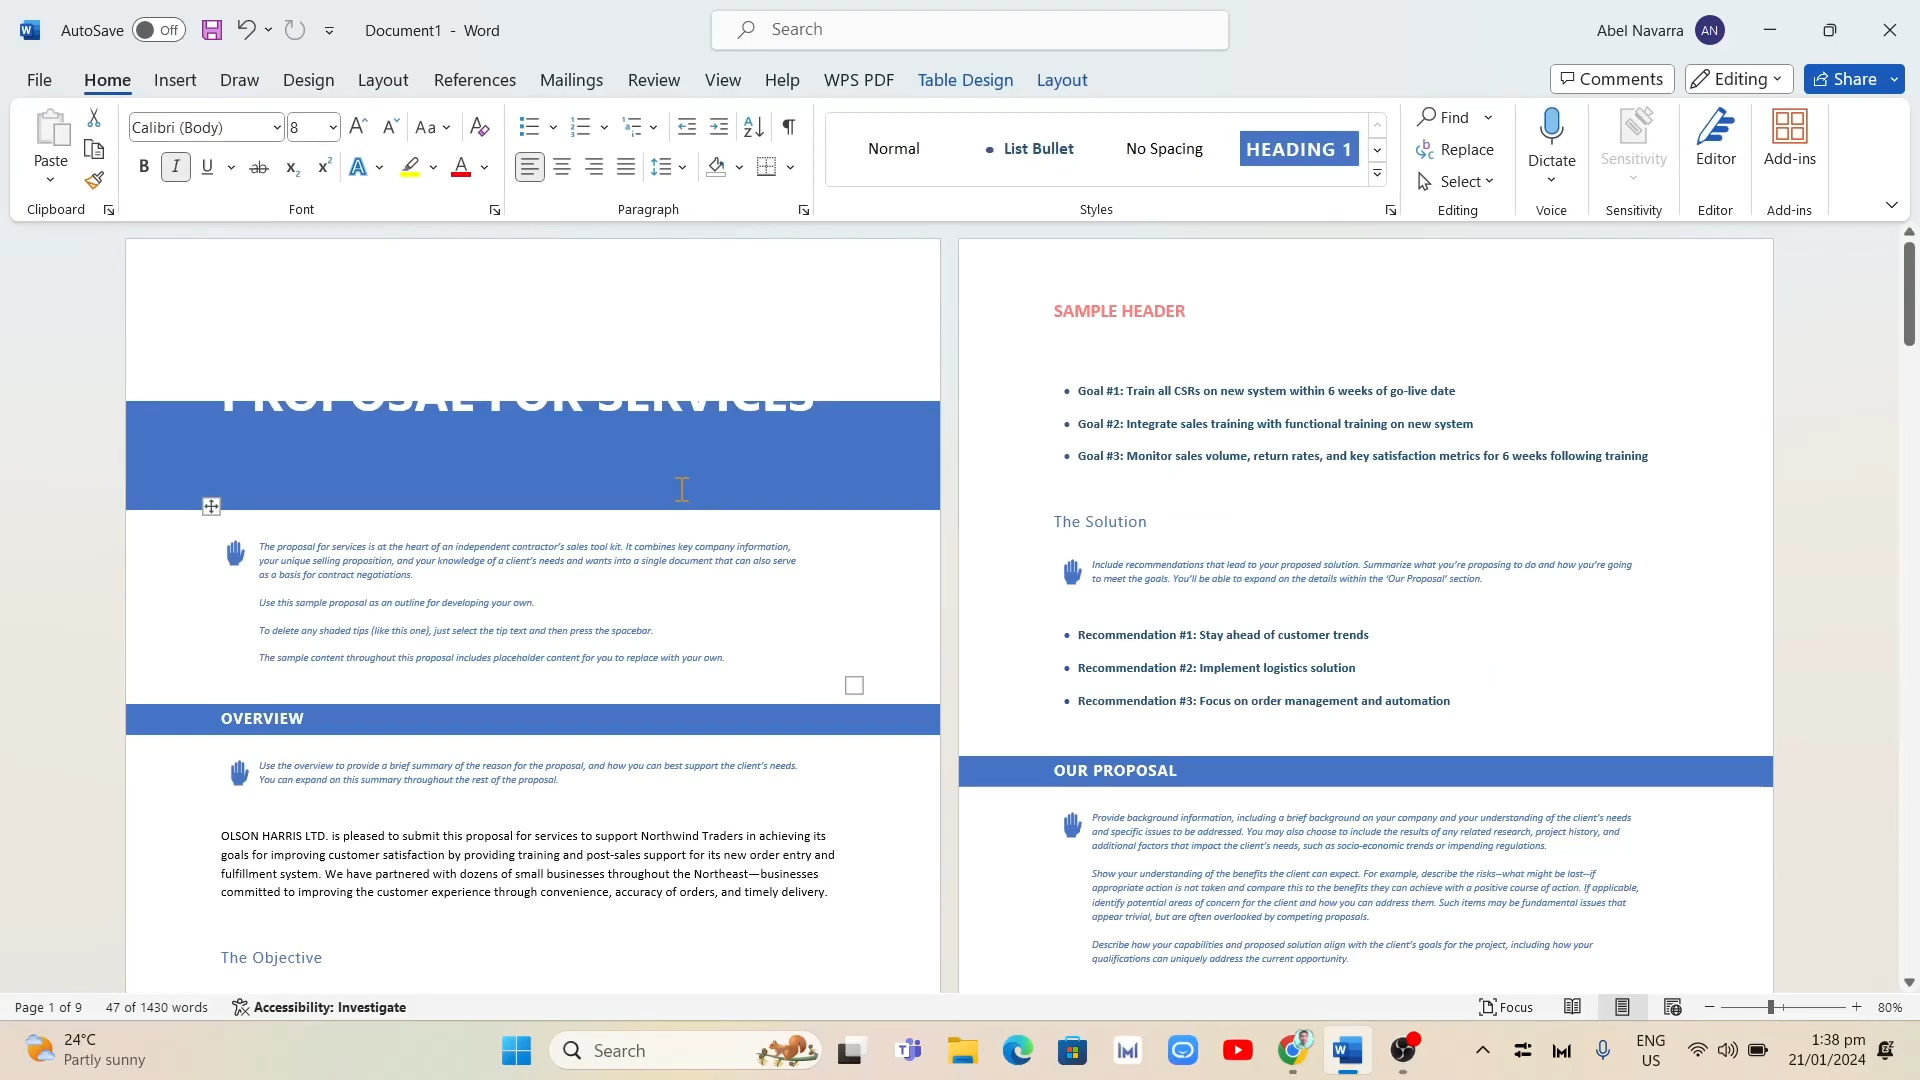 AutoSave Off Document1 - Word Search Abel Navarra AN
File Home Insert Draw Design Layout References Mailings Review View Help WPS PDF Table Design Layout Comments Editing Share
Paste
Clipboard
Calibri (Body) 8
Font
Paragraph
Normal
List Bullet
No Spacing
HEADING 1
Styles
Find
Replace
Select
Editing
Dictate
Voice
Sensitivity
Sensitivity
Editor
Editor
Add-ins
Add-ins
PROPOSAL FOR SERVICES
The proposal for services is at the heart of an independent contractor's sales tool kit. It combines key company information,
your unique selling proposition, and your knowledge of a client's needs and wants into a single document that can also serve
as a basis for contract negotiations.
Use this sample proposal as an outline for developing your own.
To delete any shaded tips (like this one), just select the tip text and then press the spacebar.
The sample content throughout this proposal includes placeholder content for you to replace with your own.
OVERVIEW
Use the overview to provide a brief summary of the reason for the proposal, and how you can best support the client's needs.
You can expand on this summary throughout the rest of the proposal.
OLSON HARRIS LTD. is pleased to submit this proposal for services to support Northwind Traders in achieving its
goals for improving customer satisfaction by providing training and post-sales support for its new order entry and
fulfillment system. We have partnered with dozens of small businesses throughout the Northeast—businesses
committed to improving the customer experience through convenience, accuracy of orders, and timely delivery.
The Objective
SAMPLE HEADER
• Goal #1: Train all CSRs on new system within 6 weeks of go-live date
• Goal #2: Integrate sales training with functional training on new system
• Goal #3: Monitor sales volume, return rates, and key satisfaction metrics for 6 weeks following training
The Solution
Include recommendations that lead to your proposed solution. Summarize what you're proposing to do and how you're going
to meet the goals. You'll be able to expand on the details within the 'Our Proposal' section.
• Recommendation #1: Stay ahead of customer trends
• Recommendation #2: Implement logistics solution
• Recommendation #3: Focus on order management and automation
OUR PROPOSAL
Provide background information, including a brief background on your company and your understanding of the client's needs
and specific issues to be addressed. You may also choose to include the results of any related research, project history, and
additional factors that impact the client's needs, such as socio-economic trends or impending regulations.
Show your understanding of the benefits the client can expect. For example, describe the risks--what might be lost--if
appropriate action is not taken and compare this to the benefits they can achieve with a positive course of action. If applicable,
identify potential areas of concern for the client and how you can address them. Such items may be fundamental issues that
appear trivial, but are often overlooked by competing proposals.
Describe how your capabilities and proposed solution align with the client's goals for the project, including how your
qualifications can uniquely address the current opportunity.
Page 1 of 9 47 of 1430 words Accessibility: Investigate Focus 80%
24°C
Partly sunny
Search
ENG
US
1:38 pm
21/01/2024